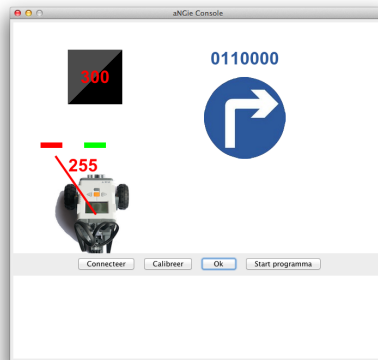 aNGie Console
0110000
300
255
Connecteer Calibreer Ok Start programma